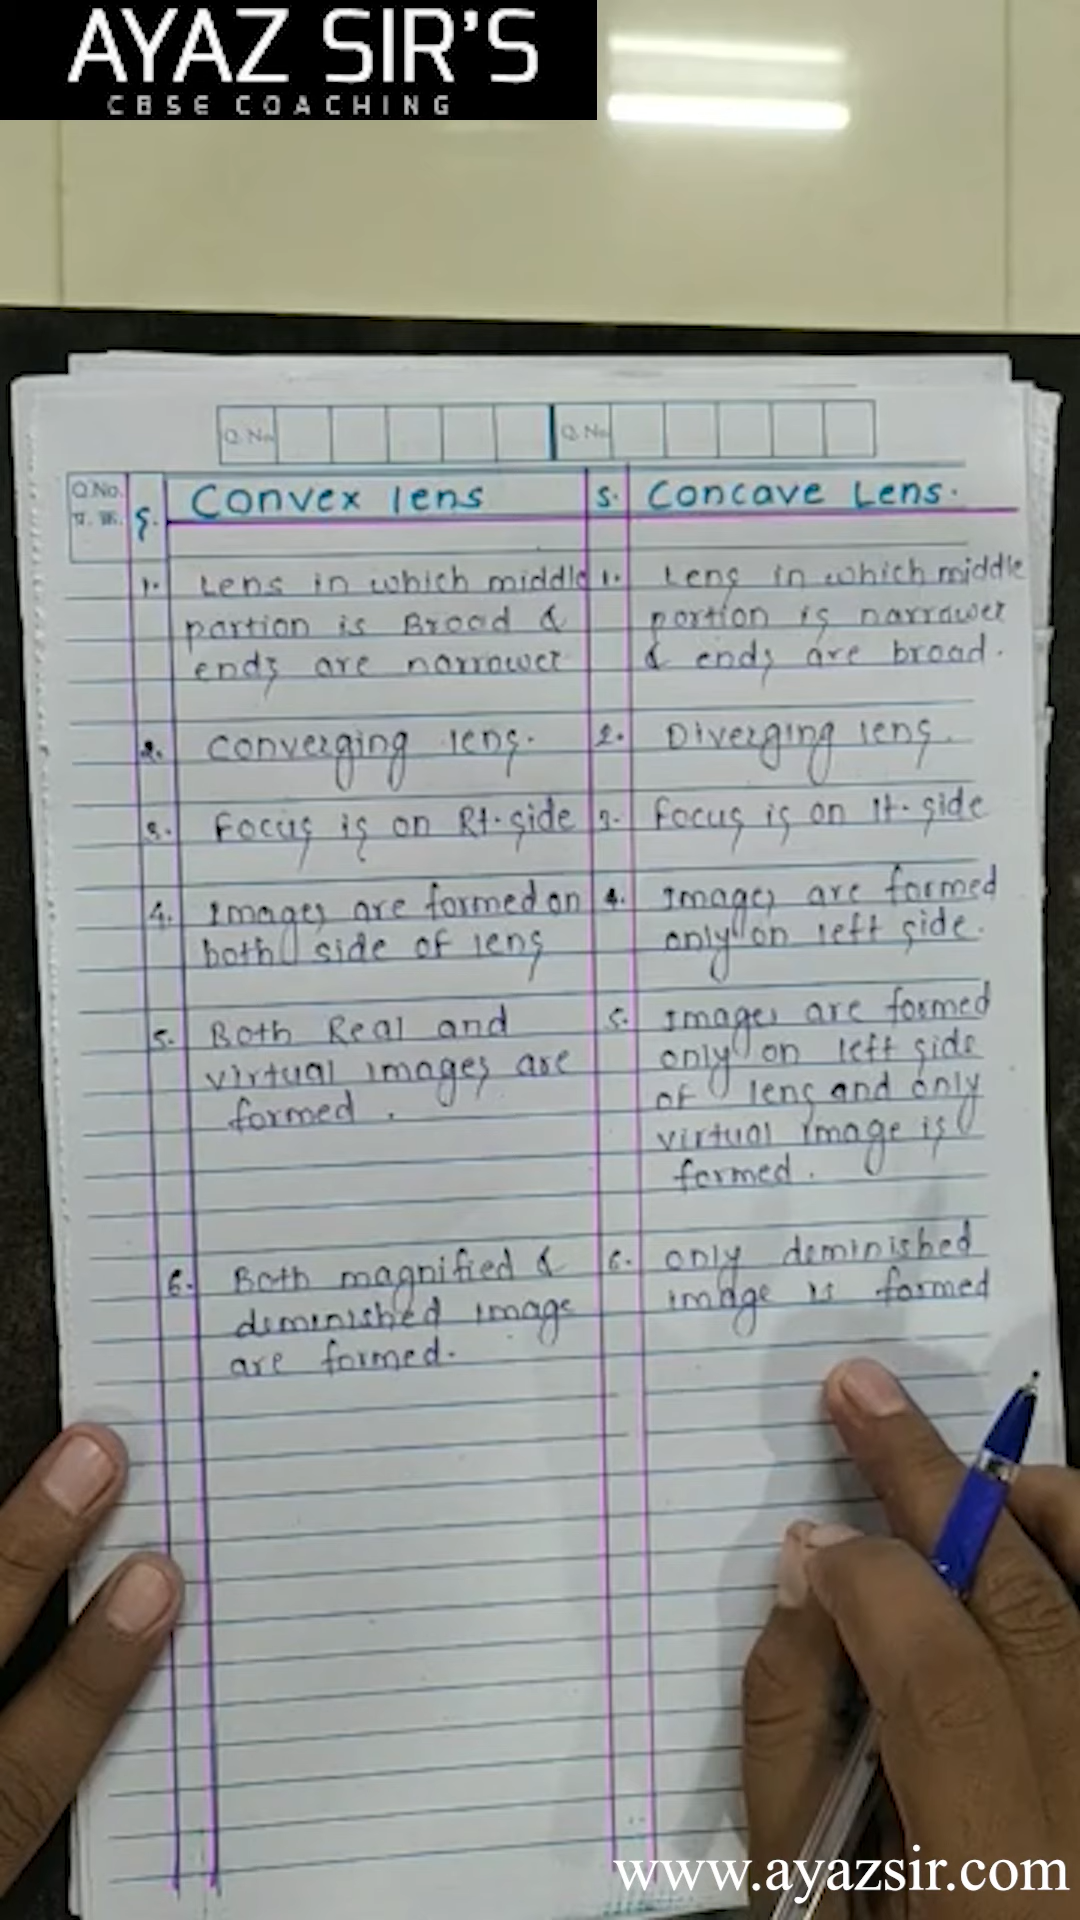 AYAZ SIR'S
CBSE COACHING
Q.No.
Q.No.
Q.No.
S. Convex lens
S. Concave Lens.
1. Lens in which middle
portion is Broad &
ends are narrower
1. Lens in which middle
portion is narrower
& ends are broad.
2. Converging lens.
2. Diverging lens.
3. Focus is on Rt. side
3. Focus is on lt. side
4. Images are formed on
both side of lens
4. Images are formed
only on left side.
5. Both Real and
virtual images are
formed.
5. Images are formed
only on left side
of lens and only
virtual image is
formed.
6. Both magnified &
diminished image
are formed.
6. only diminished
image is formed
www.ayazsir.com